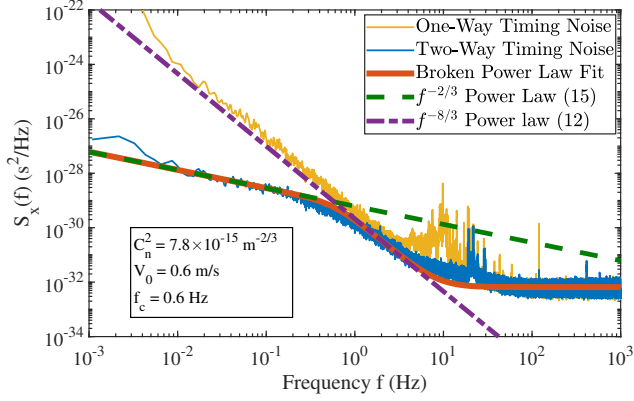 One-Way Timing Noise
Two-Way Timing Noise
Broken Power Law Fit
f^{-2/3} Power Law (15)
f^{-8/3} Power law (12)
S_x(f) (s^2/Hz)
10^{-22}
10^{-24}
10^{-26}
10^{-28}
10^{-30}
10^{-32}
10^{-34}
C_n^2 = 7.8×10^{-15} m^{-2/3}
V_0 = 0.6 m/s
f_c = 0.6 Hz
10^{-3} 10^{-2} 10^{-1} 10^0 10^1 10^2 10^3
Frequency f (Hz)